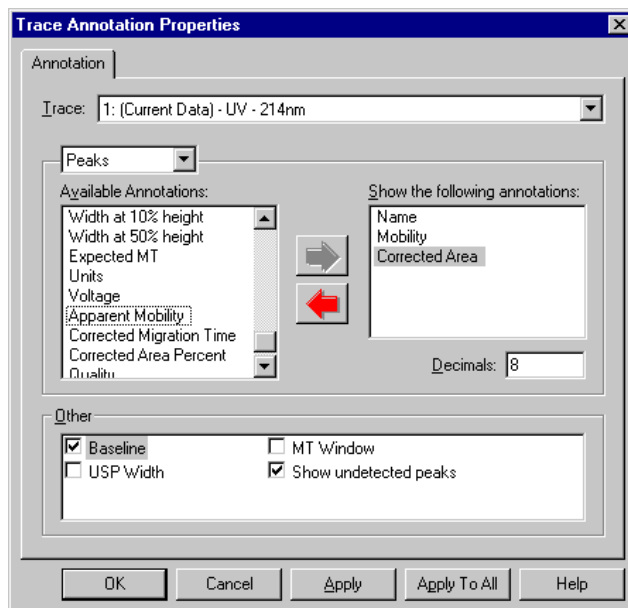 Trace Annotation Properties
Annotation
Trace: 1: (Current Data) - UV - 214nm
Peaks
Available Annotations:
Width at 10% height
Width at 50% height
Expected MT
Units
Voltage
Apparent Mobility
Corrected Migration Time
Corrected Area Percent
Quality
Show the following annotations:
Name
Mobility
Corrected Area
Decimals: 8
Other
Baseline
MT Window
USP Width
Show undetected peaks
OK Cancel Apply Apply To All Help